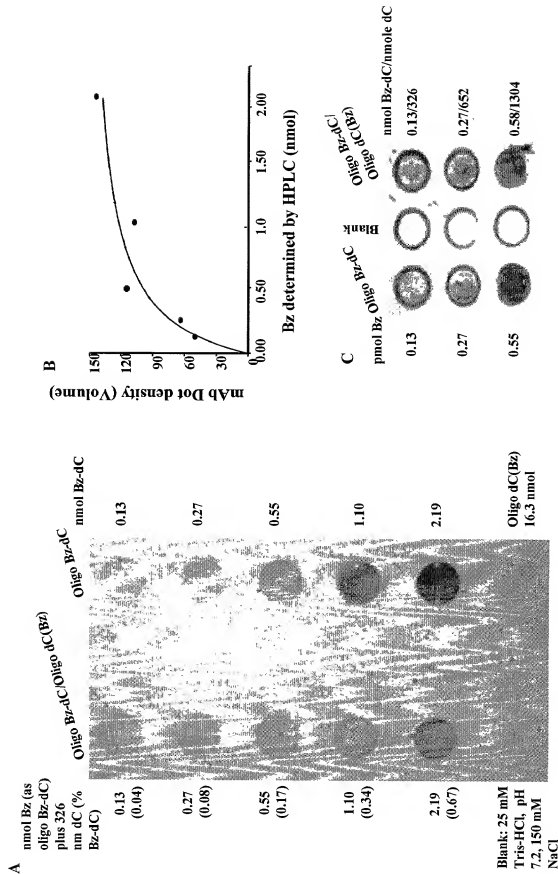 A
nmol Bz (as
oligo Bz-dC)
plus 326
nm dC (%
Bz-dC)
Oligo Bz-dC/Oligo dC(Bz)
Oligo Bz-dC
nmol Bz-dC
0.13
(0.04)
0.13
0.27
(0.08)
0.27
0.55
(0.17)
0.55
1.10
(0.34)
1.10
2.19
(0.67)
2.19
Blank: 25 mM
Tris-HCl, pH
7.2, 150 mM
NaCl
Oligo dC(Bz)
16.3 nmol
B
mAb Dot density (Volume)
150
120
90
60
30
0
0.00
0.50
1.0
1.50
2.00
Bz determined by HPLC (nmol)
C
pmol Bz
Oligo Bz-dC
Blank
Oligo Bz-dC/
Oligo dC(Bz)
nmol Bz-dC/nmole dC
0.13
0.13/326
0.27
0.27/652
0.55
0.58/1304